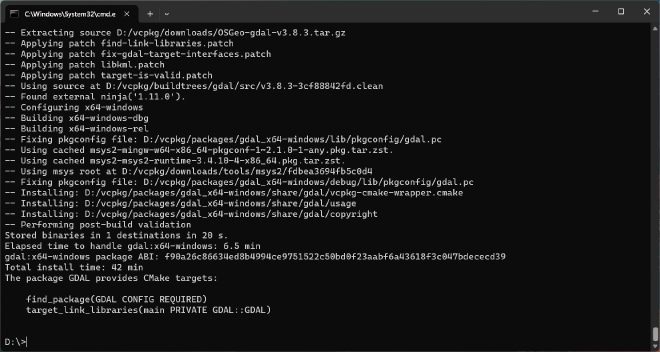 C:\Windows\System32\cmd.e
-- Extracting source D:/vcpkg/downloads/OSGeo-gdal-v3.8.3.tar.gz
-- Applying patch find-link-libraries.patch
-- Applying patch fix-gdal-target-interfaces.patch
-- Applying patch libkml.patch
-- Applying patch target-is-valid.patch
-- Using source at D:/vcpkg/buildtrees/gdal/src/v3.8.3-3cf88842fd.clean
-- Found external ninja('1.11.0').
-- Configuring x64-windows
-- Building x64-windows-dbg
-- Building x64-windows-rel
-- Fixing pkgconfig file: D:/vcpkg/packages/gdal_x64-windows/lib/pkgconfig/gdal.pc
-- Using cached msys2-mingw-w64-x86_64-pkgconf-1~2.1.0-1-any.pkg.tar.zst.
-- Using cached msys2-msys2-runtime-3.4.10-4-x86_64.pkg.tar.zst.
-- Using msys root at D:/vcpkg/downloads/tools/msys2/fdbea3694fb5c0d4
-- Fixing pkgconfig file: D:/vcpkg/packages/gdal_x64-windows/debug/lib/pkgconfig/gdal.pc
-- Installing: D:/vcpkg/packages/gdal_x64-windows/share/gdal/vcpkg-cmake-wrapper.cmake
-- Installing: D:/vcpkg/packages/gdal_x64-windows/share/gdal/usage
-- Installing: D:/vcpkg/packages/gdal_x64-windows/share/gdal/copyright
-- Performing post-build validation
Stored binaries in 1 destinations in 20 s.
Elapsed time to handle gdal:x64-windows: 6.5 min
gdal:x64-windows package ABI: f90a26c86634ed8b4994ce9751522c50bd0f23aabf6a43618f3c047bdececd39
Total install time: 42 min
The package GDAL provides CMake targets:
find_package(GDAL CONFIG REQUIRED)
target_link_libraries(main PRIVATE GDAL::GDAL)
D:\>